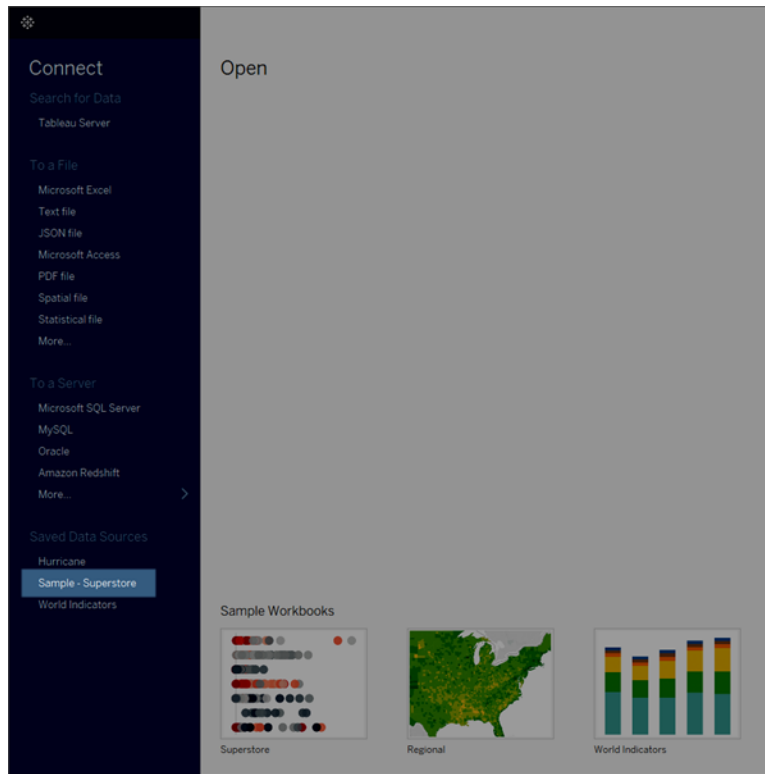 Connect
Search for Data
Tableau Server
To a File
Microsoft Excel
Text file
JSON file
Microsoft Access
PDF file
Spatial file
Statistical file
More...
To a Server
Microsoft SQL Server
MySQL
Oracle
Amazon Redshift
More...
Saved Data Sources
Hurricane
Sample - Superstore
World Indicators
Open
Sample Workbooks
Superstore
Regional
World Indicators